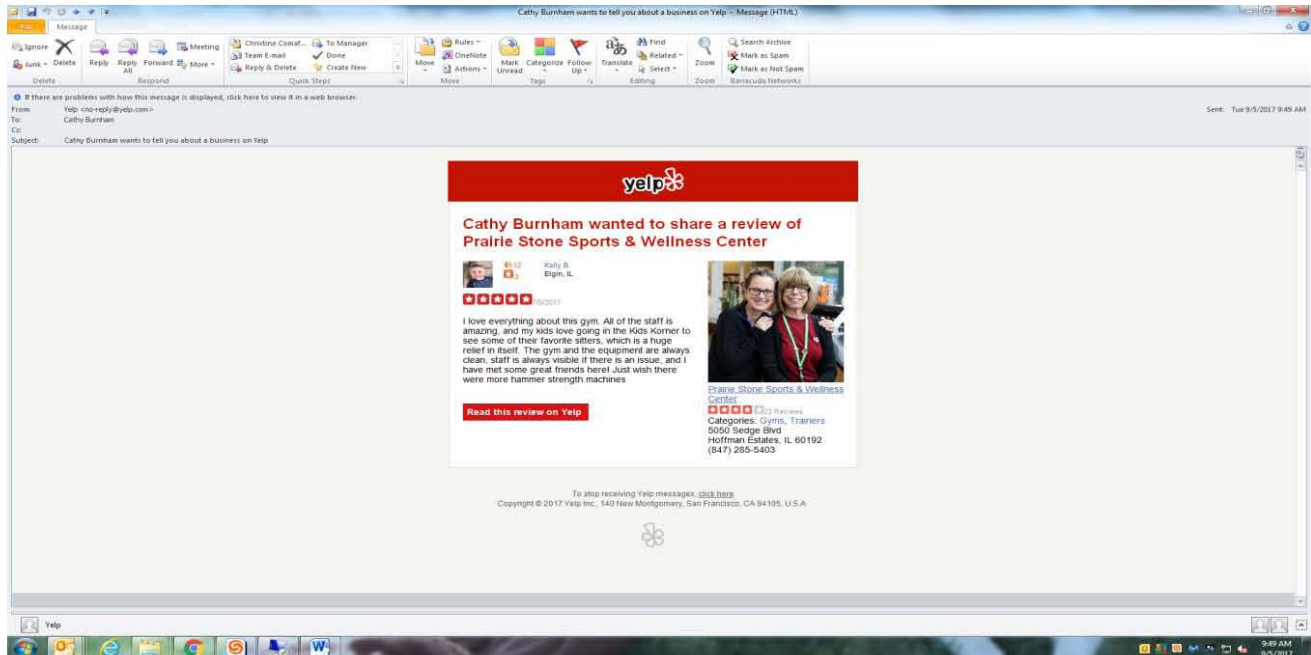 Cathy Burnham wants to tell you about a business on Yelp - Message (HTML)
Message
Ignore
Junk
Delete
Reply
Reply All
Forward
Meeting
More
Delete
Respond
Christine Comaf...
To Manager
Team E-mail
Done
Reply & Delete
Create New
Quick Steps
Move
Rules
OneNote
Actions
Move
Mark Unread
Categorize
Follow Up
Tags
Translate
Find
Related
Select
Editing
Zoom
Zoom
Search Archive
Mark as Spam
Mark as Not Spam
Barracuda Networks
If there are problems with how this message is displayed, click here to view it in a web browser.
From: Yelp <no-reply@yelp.com>
Sent: Tue 9/5/2017 9:49 AM
To: Cathy Burnham
Cc:
Subject: Cathy Burnham wants to tell you about a business on Yelp
yelp
Cathy Burnham wanted to share a review of
Prairie Stone Sports & Wellness Center
Kelly B.
Elgin, IL
I love everything about this gym. All of the staff is
amazing, and my kids love going in the Kids Korner to
see some of their favorite sitters, which is a huge
relief in itself. The gym and the equipment are always
clean, staff is always visible if there is an issue, and I
have met some great friends here! Just wish there
were more hammer strength machines
Read this review on Yelp
Prairie Stone Sports & Wellness
Center
23 Reviews
Categories: Gyms, Trainers
5050 Sedge Blvd
Hoffman Estates, IL 60192
(847) 285-5403
To stop receiving Yelp messages, click here
Copyright © 2017 Yelp Inc., 140 New Montgomery, San Francisco, CA 94105, U.S.A.
Yelp
9:49 AM
9/5/2017